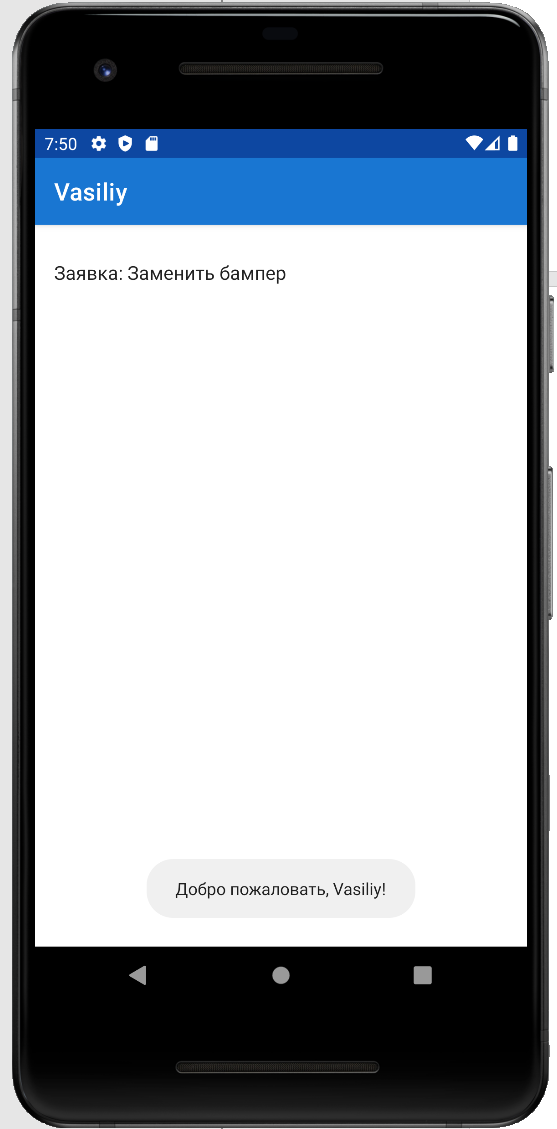 7:50
Vasiliy
Заявка: Заменить бампер
Добро пожаловать, Vasiliy!